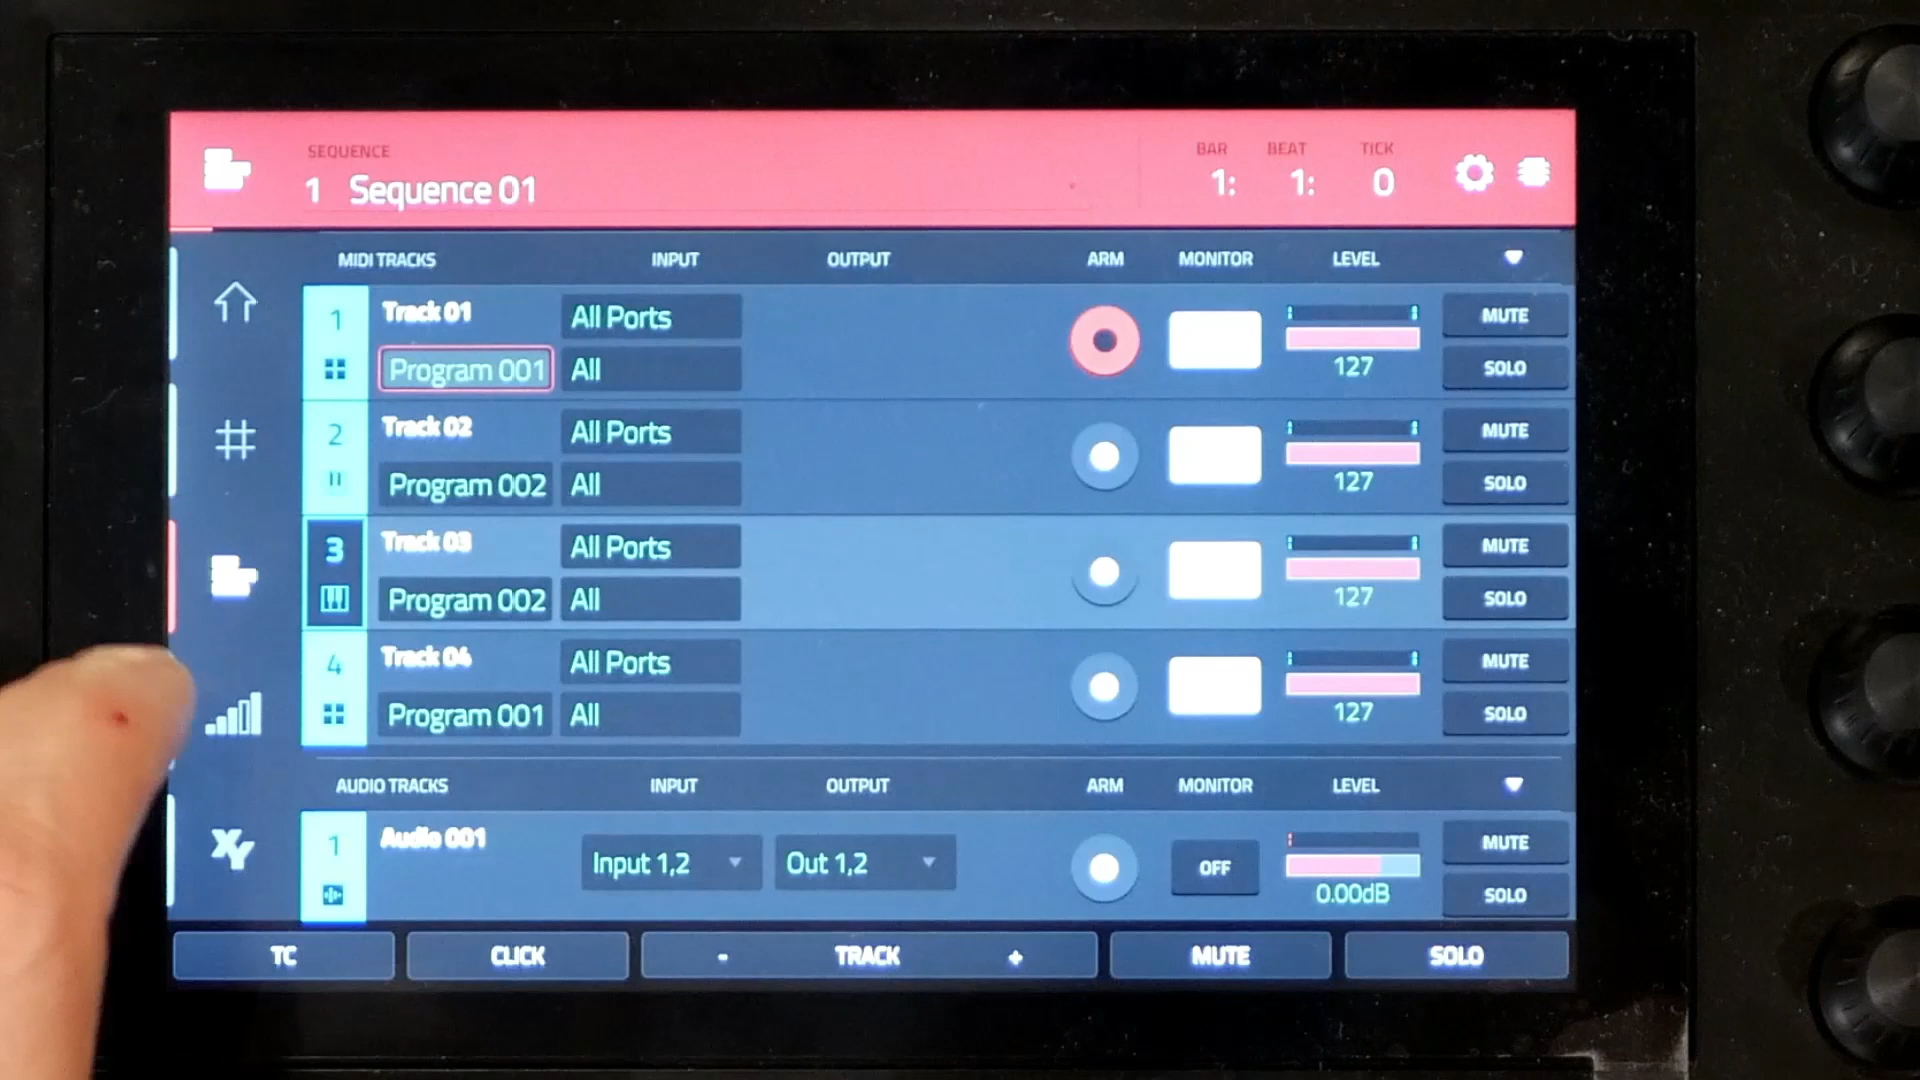 SEQUENCE
1 Sequence 01
BAR BEAT TICK
1: 1: 0
MIDI TRACKS INPUT OUTPUT ARM MONITOR LEVEL
1 Track 01 All Ports MUTE
Program 001 All 127 SOLO
2 Track 02 All Ports MUTE
Program 002 All 127 SOLO
3 Track 03 All Ports MUTE
Program 002 All 127 SOLO
4 Track 04 All Ports MUTE
Program 001 All 127 SOLO
AUDIO TRACKS INPUT OUTPUT ARM MONITOR LEVEL
1 Audio 001 Input 1,2 Out 1,2 OFF MUTE
0.00dB SOLO
XY
TC CLICK - TRACK + MUTE SOLO